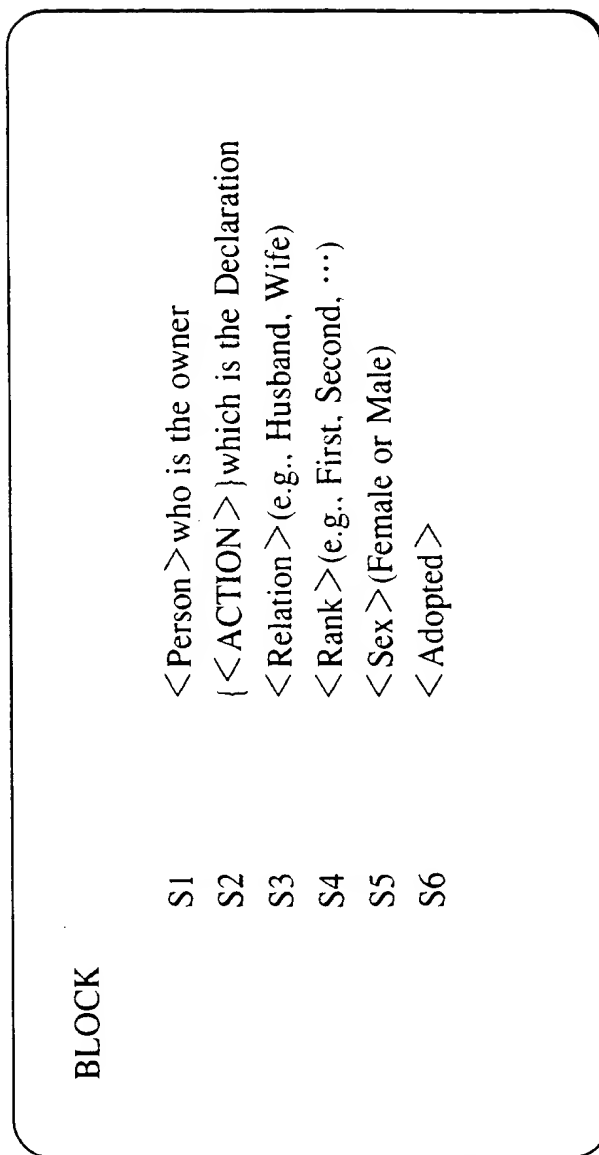 BLOCK
S1 <Person>who is the owner
S2 {<ACTION>}which is the Declaration
S3 <Relation>(e.g., Husband, Wife)
S4 <Rank>(e.g., First, Second, ⋯)
S5 <Sex>(Female or Male)
S6 <Adopted>